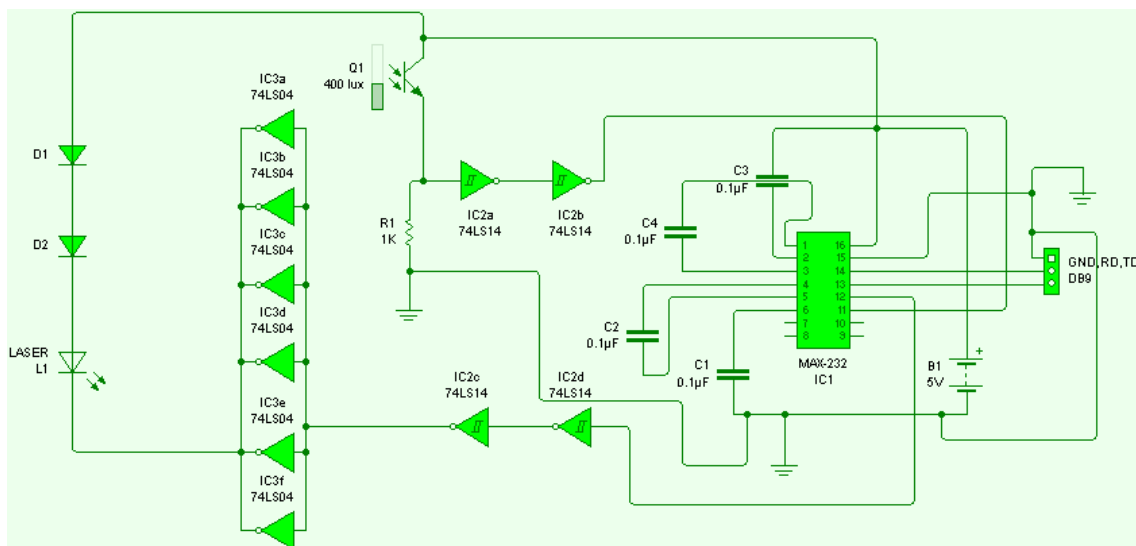 Q1
400 lux
IC3a
74LS04
D1
IC3b
74LS04
C3
0.1µF
IC2a
74LS14
IC2b
74LS14
R1
1K
C4
0.1µF
D2
IC3c
74LS04
1 16
2 15
3 14
4 13
5 12
6 11
7 10
8 9
GND,RD,TD
DB9
IC3d
74LS04
C2
0.1µF
MAX-232
IC1
LASER
L1
C1
0.1µF
B1
5V
+
IC2c
74LS14
IC2d
74LS14
IC3e
74LS04
IC3f
74LS04